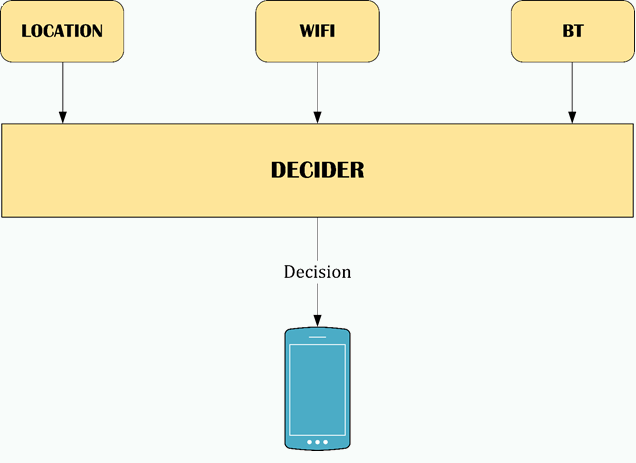 LOCATION
WIFI
BT
DECIDER
Decision